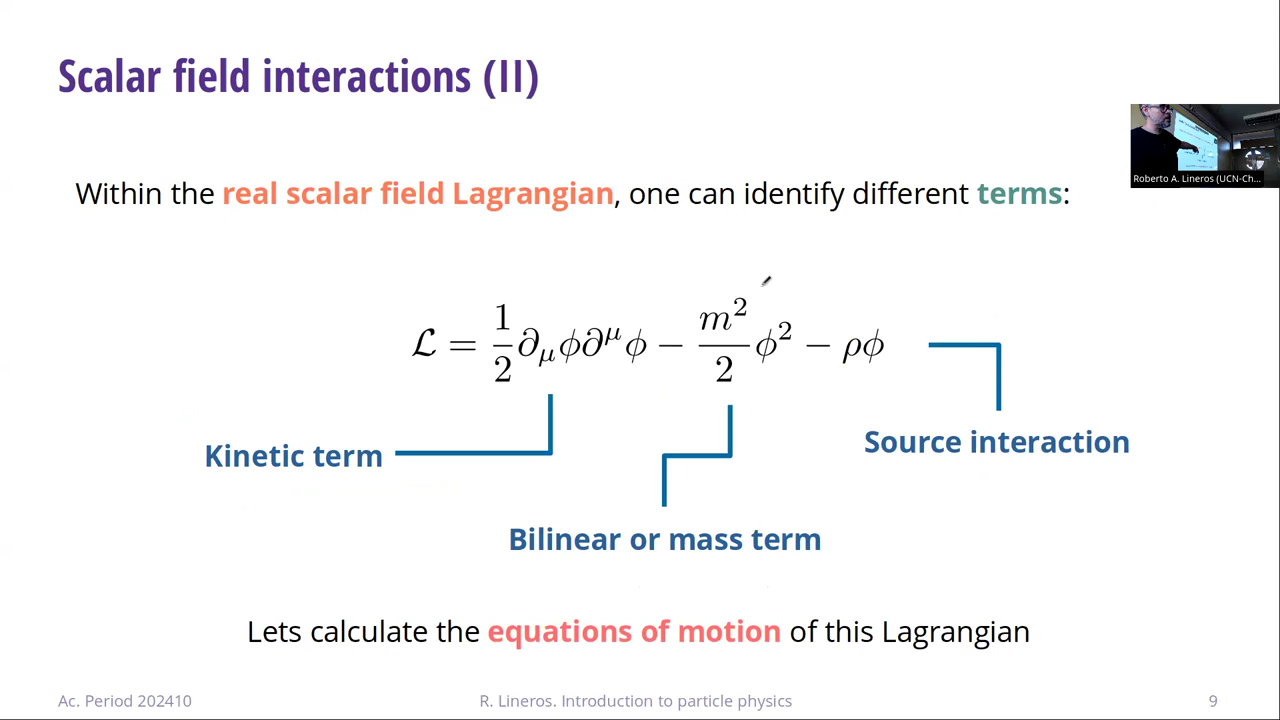 Scalar field interactions (II)
Roberto A. Lineros (UCN-Ch...
Within the real scalar field Lagrangian, one can identify different terms:
ℒ = 1/2 ∂_μϕ∂^μϕ − m²/2 ϕ² − ρϕ
Kinetic term
Source interaction
Bilinear or mass term
Lets calculate the equations of motion of this Lagrangian
Ac. Period 202410
R. Lineros. Introduction to particle physics
9